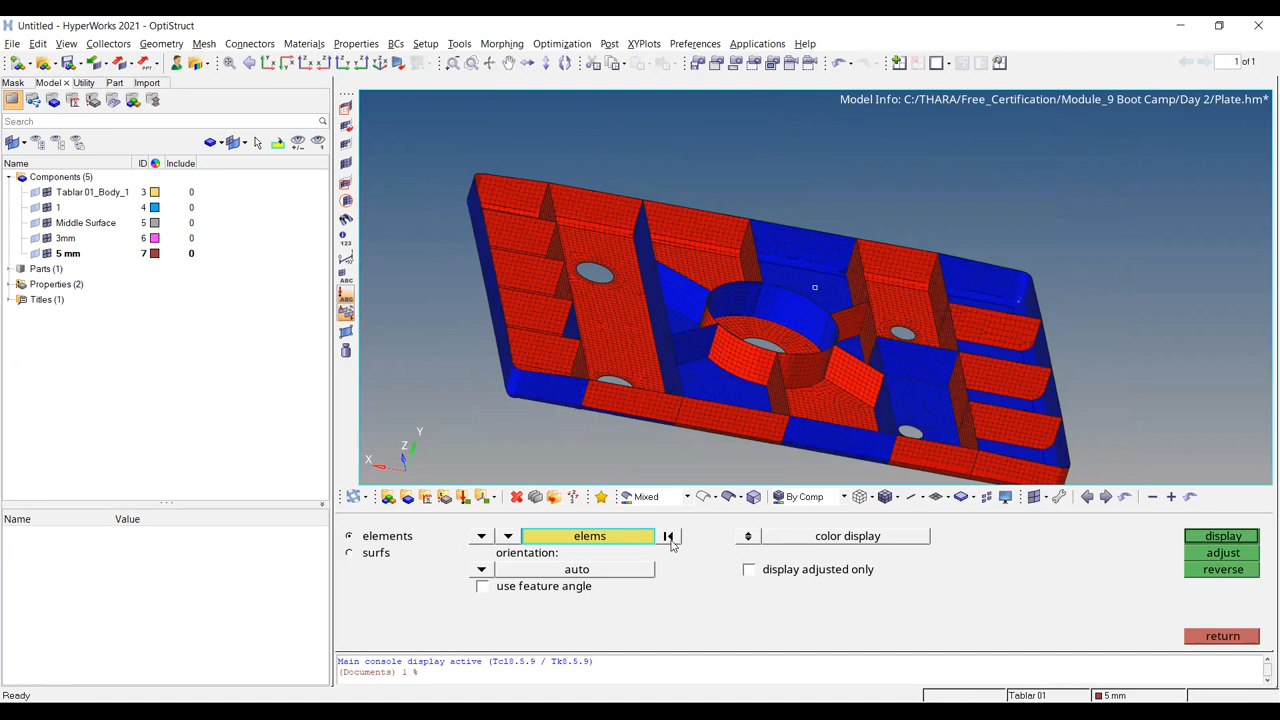 Untitled - HyperWorks 2021 - OptiStruct
File Edit View Collectors Geometry Mesh Connectors Materials Properties BCs Setup Tools Morphing Optimization Post XYPlots Preferences Applications Help
1 of 1
Mask Model Utility Part Import
Model Info: C:/THARA/Free_Certification/Module_9 Boot Camp/Day 2/Plate.hm*
Search
Name ID Include
Components (5)
Tablar 01_Body_1 3 0
1 4 0
Middle Surface 5 0
3mm 6 0
5 mm 7 0
Parts (1)
Properties (2)
Titles (1)
123
ABC
ABC
Y
Z
X
Mixed By Comp
Name Value
elements elems color display display
surfs orientation: adjust
auto display adjusted only reverse
use feature angle
return
Main console display active (Tcl8.5.9 / Tk8.5.9)
(Documents) 1 %
Ready Tablar 01 5 mm